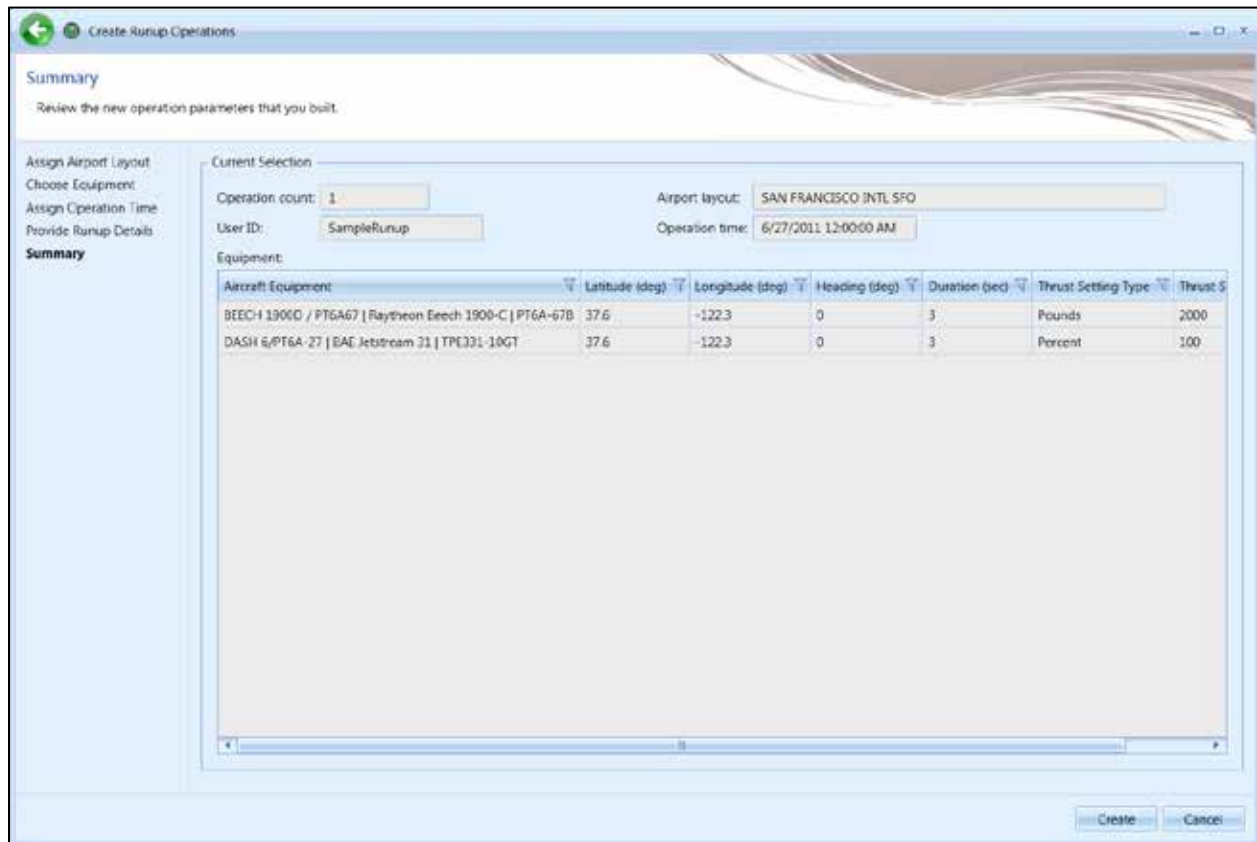 Create Runup Operations
Summary
Review the new operation parameters that you built.
Assign Airport Layout
Choose Equipment
Assign Operation Time
Provide Runup Details
Summary
Current Selection
Operation count: 1
Airport layout: SAN FRANCISCO INTL SFO
User ID: SampleRunup
Operation time: 6/27/2011 12:00:00 AM
Equipment:
Aircraft Equipment Latitude (deg) Longitude (deg) Heading (deg) Duration (sec) Thrust Setting Type Thrust S
BEECH 1900D / PT6A67 | Raytheon Beech 1900-C | PT6A-67B 37.6 -122.3 0 3 Pounds 2000
DASH 6/PT6A-27 | BAE Jetstream 31 | TPE331-10GT 37.6 -122.3 0 3 Percent 100
Create Cancel